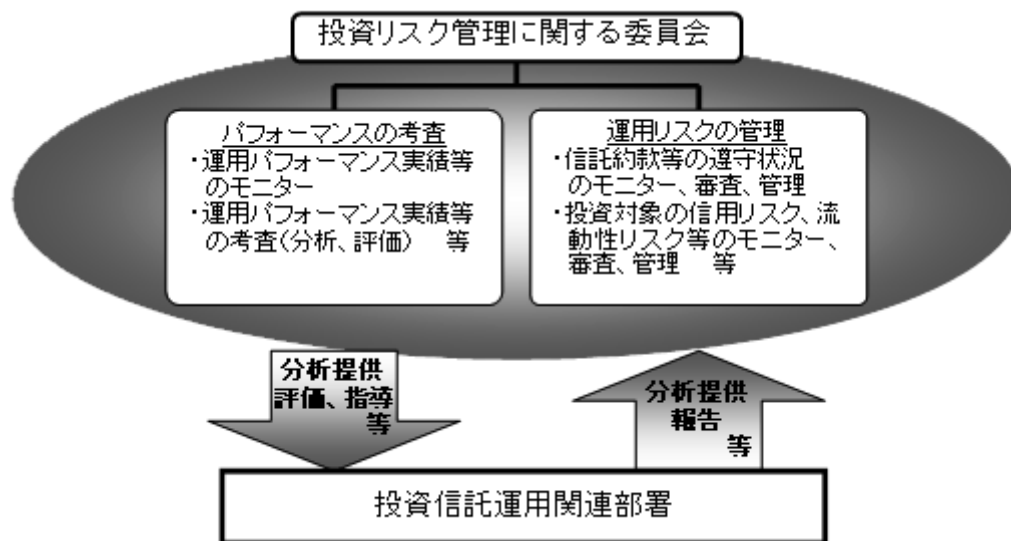 投資リスク管理に関する委員会
パフォーマンスの考査
・運用パフォーマンス実績等
のモニター
・運用パフォーマンス実績等
の考査(分析、評価)　等
運用リスクの管理
・信託約款等の遵守状況
のモニター、審査、管理
・投資対象の信用リスク、流
動性リスク等のモニター、
審査、管理　等
分析提供
評価、指導
等
分析提供
報告
等
投資信託運用関連部署